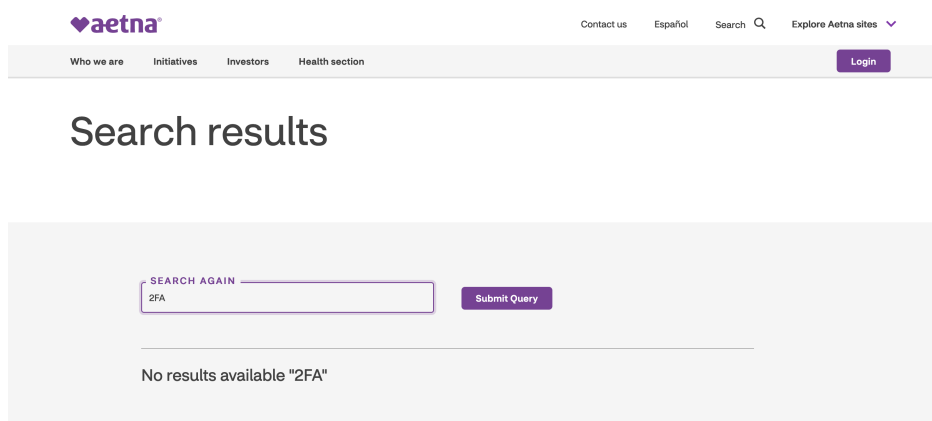 aetna®
Contact us Español Search Explore Aetna sites
Who we are Initiatives Investors Health section Login
Search results
SEARCH AGAIN
2FA
Submit Query
No results available "2FA"